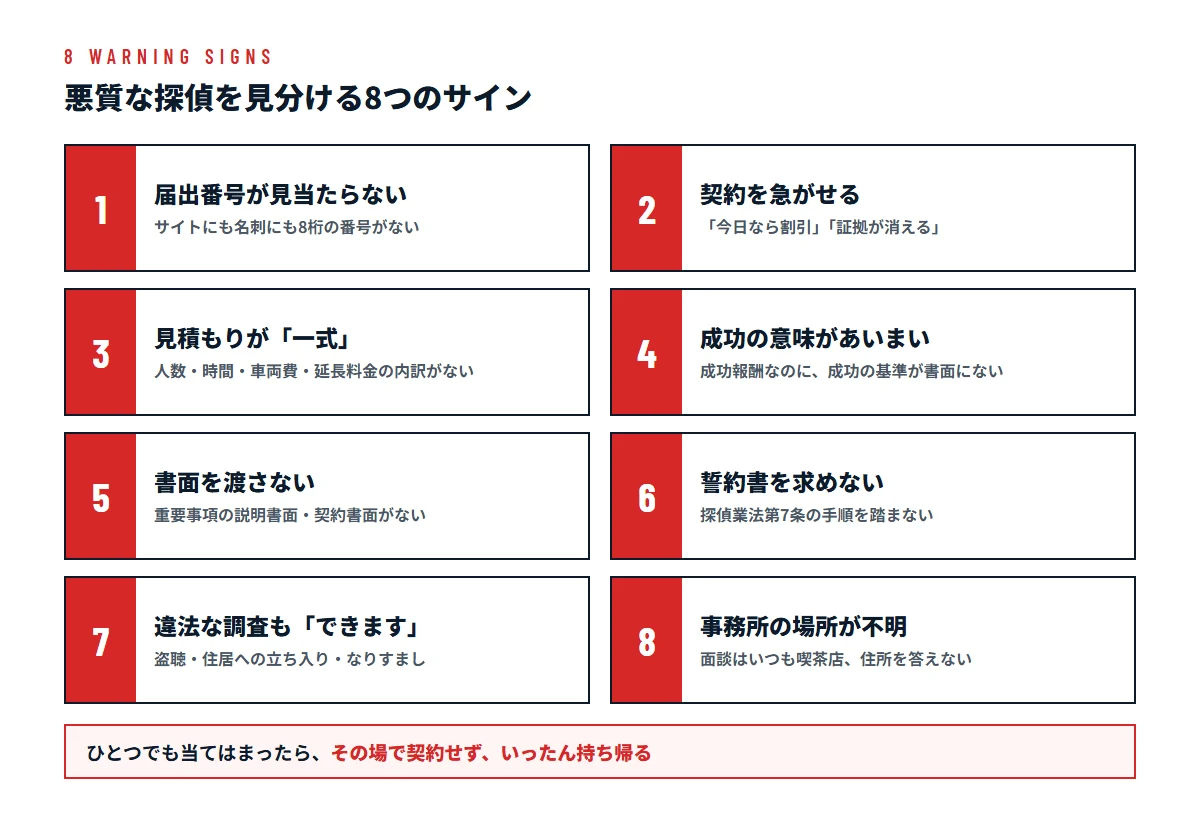 8 WARNING SIGNS
悪質な探偵を見分ける8つのサイン
1
届出番号が見当たらない
サイトにも名刺にも8桁の番号がない
2
契約を急がせる
「今日なら割引」「証拠が消える」
3
見積もりが「一式」
人数・時間・車両費・延長料金の内訳がない
4
成功の意味があいまい
成功報酬なのに、成功の基準が書面にない
5
書面を渡さない
重要事項の説明書面・契約書面がない
6
誓約書を求めない
探偵業法第7条の手順を踏まない
7
違法な調査も「できます」
盗聴・住居への立ち入り・なりすまし
8
事務所の場所が不明
面談はいつも喫茶店、住所を答えない
ひとつでも当てはまったら、その場で契約せず、いったん持ち帰る